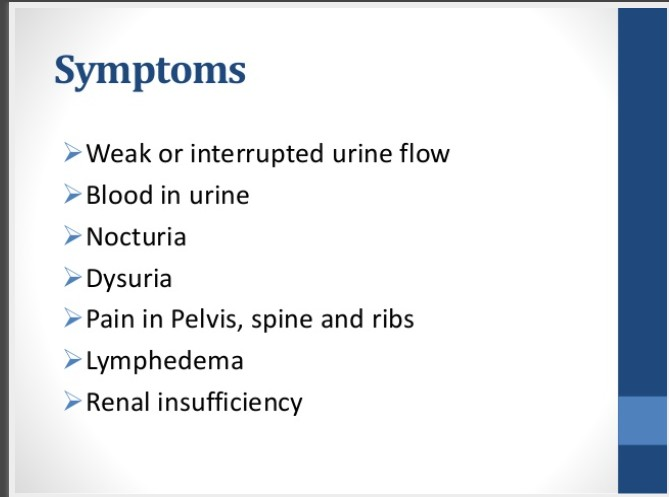 Symptoms
Weak or interrupted urine flow
Blood in urine
Nocturia
Dysuria
Pain in Pelvis, spine and ribs
Lymphedema
Renal insufficiency